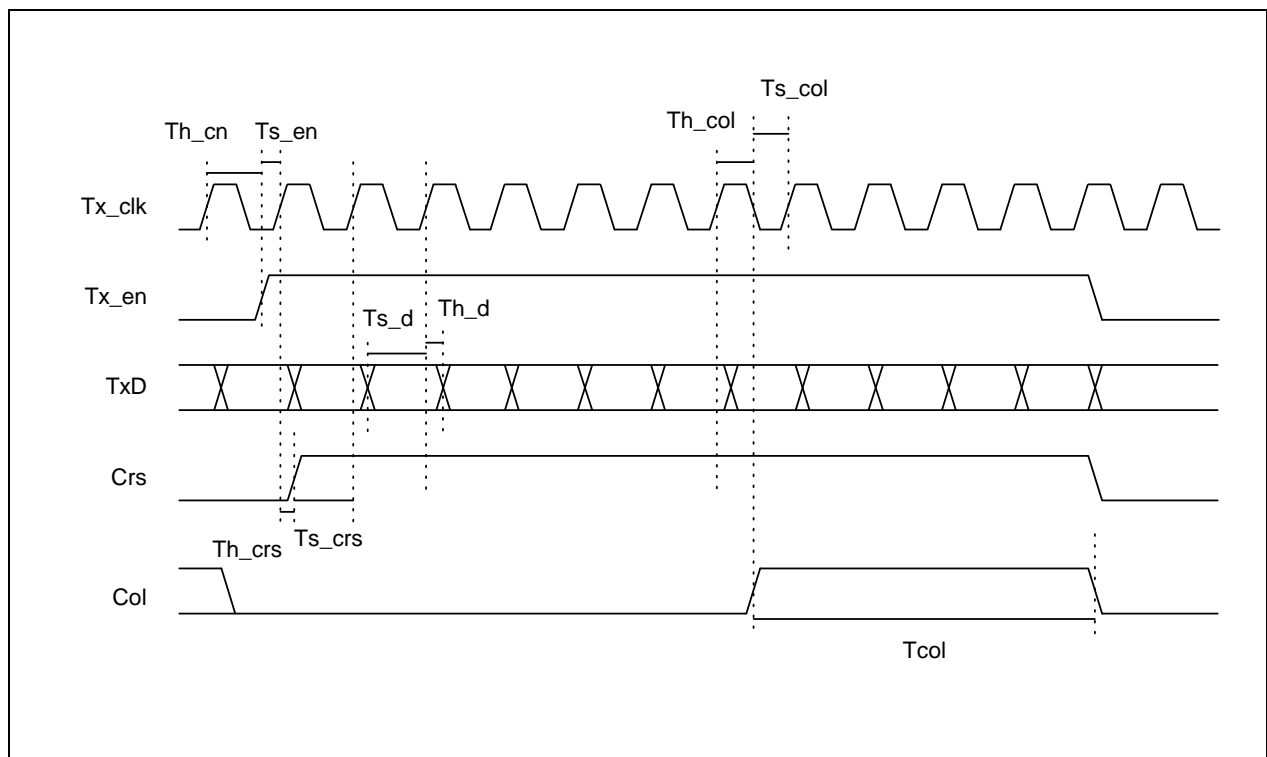 Ts_col
Th_col
Th_cn
Ts_en
Tx_clk
Tx_en
Ts_d
Th_d
TxD
Crs
Th_crs
Ts_crs
Col
Tcol